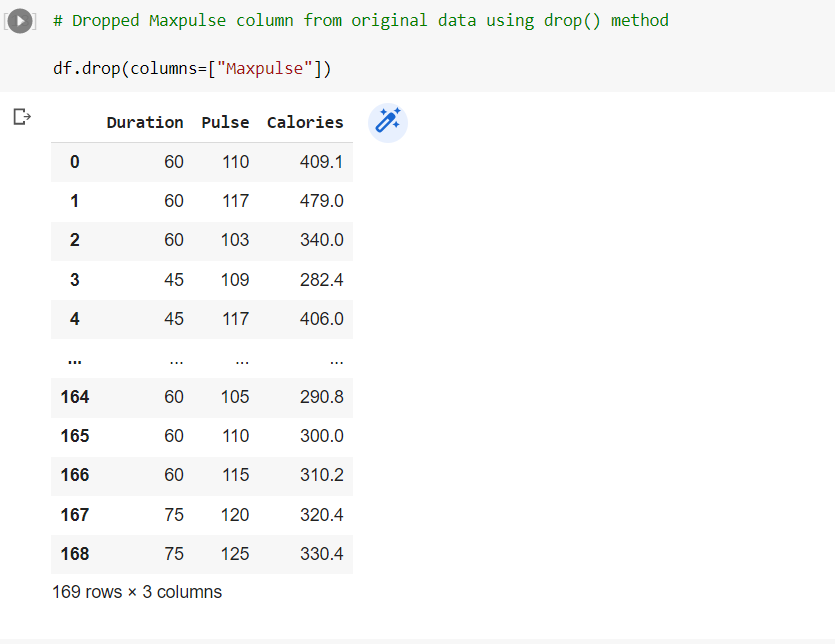 # Dropped Maxpulse column from original data using drop() method
df.drop(columns=["Maxpulse"])
Duration Pulse Calories
0 60 110 409.1
1 60 117 479.0
2 60 103 340.0
3 45 109 282.4
4 45 117 406.0
... ... ... ...
164 60 105 290.8
165 60 110 300.0
166 60 115 310.2
167 75 120 320.4
168 75 125 330.4
169 rows × 3 columns